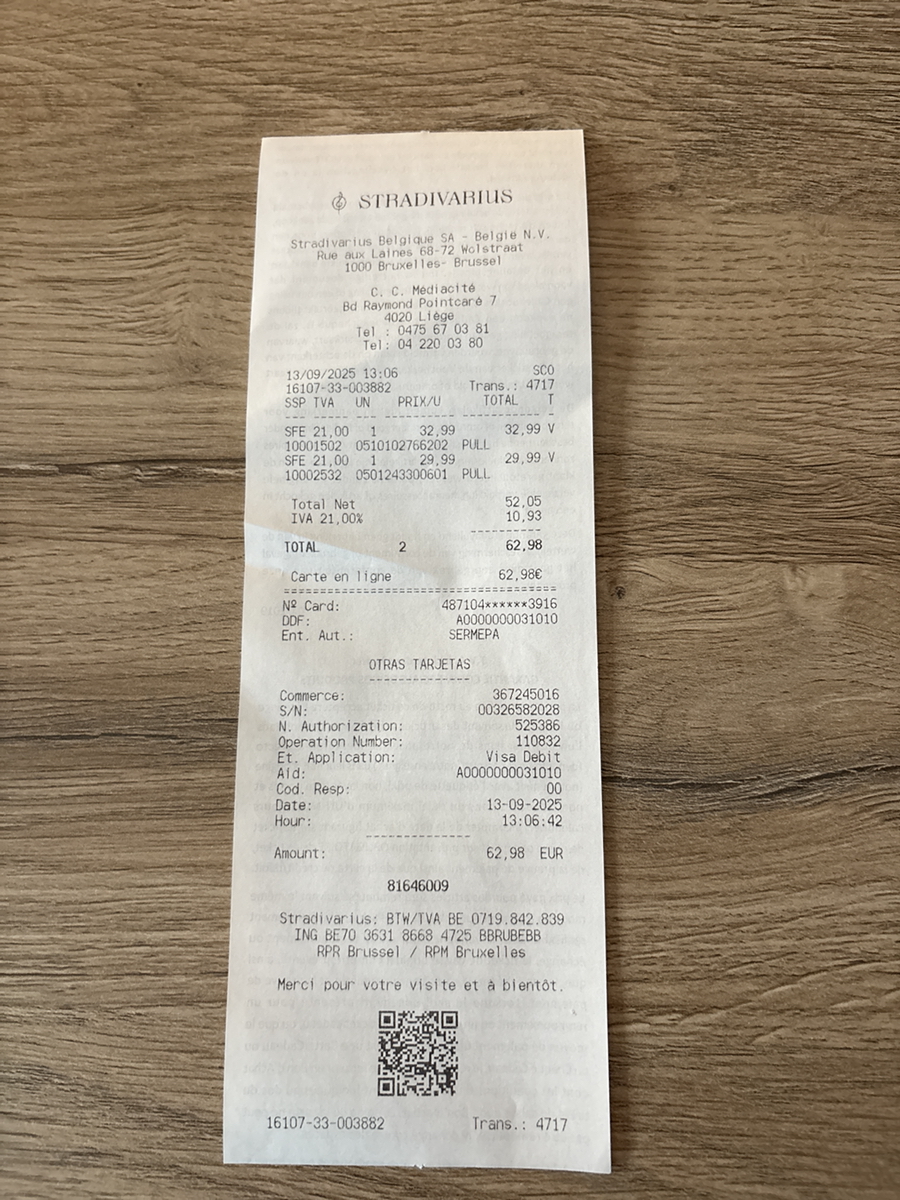 STRADIVARIUS
Stradivarius Belgique SA - Belgie N.V.
Rue aux Laines 68-72 Wolstraat
1000 Bruxelles- Brussel
C. C. Médiacité
Bd Raymond Pointcaré 7
4020 Liège
Tel : 0475 67 03 81
Tel: 04 220 03 80
13/09/2025 13:06 SCO
16107-33-003882 Trans.: 4717
SSP TVA UN PRIX/U TOTAL T
SFE 21,00 1 32,99 32,99 V
10001502 0510102766202 PULL
SFE 21,00 1 29,99 29,99 V
10002532 0501243300601 PULL
Total Net 52,05
IVA 21,00% 10,93
TOTAL 2 62,98
Carte en ligne 62,98€
Nº Card: 487104******3916
DDF: A0000000031010
Ent. Aut.: SERMEPA
OTRAS TARJETAS
Commerce: 367245016
S/N: 00326582028
N. Authorization: 525386
Operation Number: 110832
Et. Application: Visa Debit
Aid: A0000000031010
Cod. Resp: 00
Date: 13-09-2025
Hour: 13:06:42
Amount: 62,98 EUR
81646009
Stradivarius: BTW/TVA BE 0719.842.839
ING BE70 3631 8668 4725 BBRUBEBB
RPR Brussel / RPM Bruxelles
Merci pour votre visite et à bientôt.
16107-33-003882 Trans.: 4717